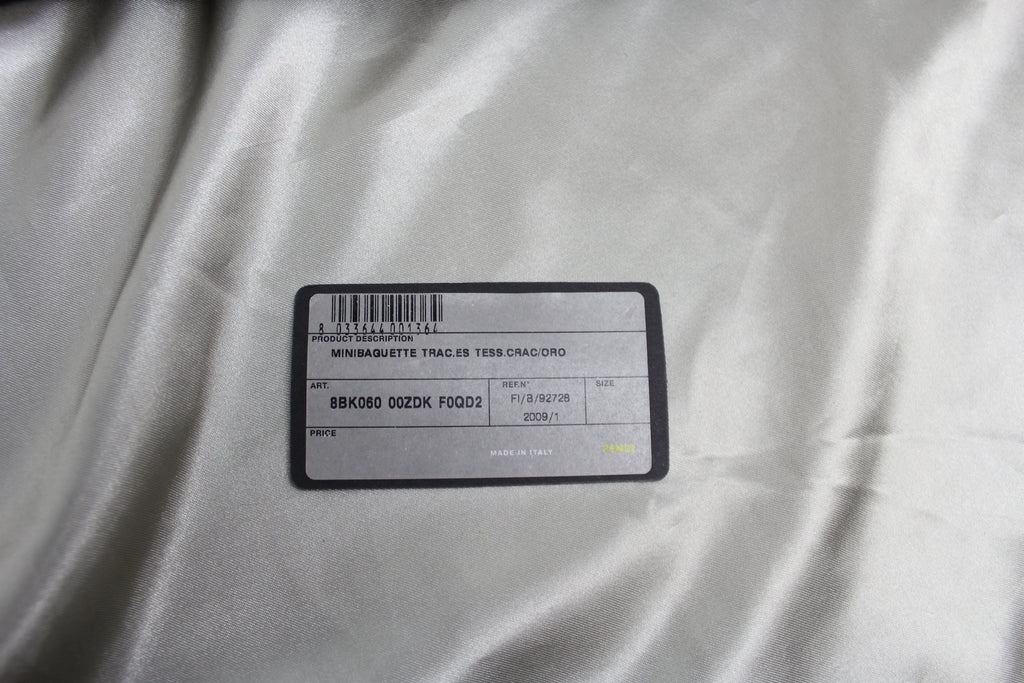 8 033644 001364
PRODUCT DESCRIPTION
MINIBAGUETTE TRAC.ES TESS.CRAC/ORO
ART.
8BK060 00ZDK F0QD2
REF.N°
FI/B/92728
2009/1
SIZE
PRICE
MADE IN ITALY
FENDI